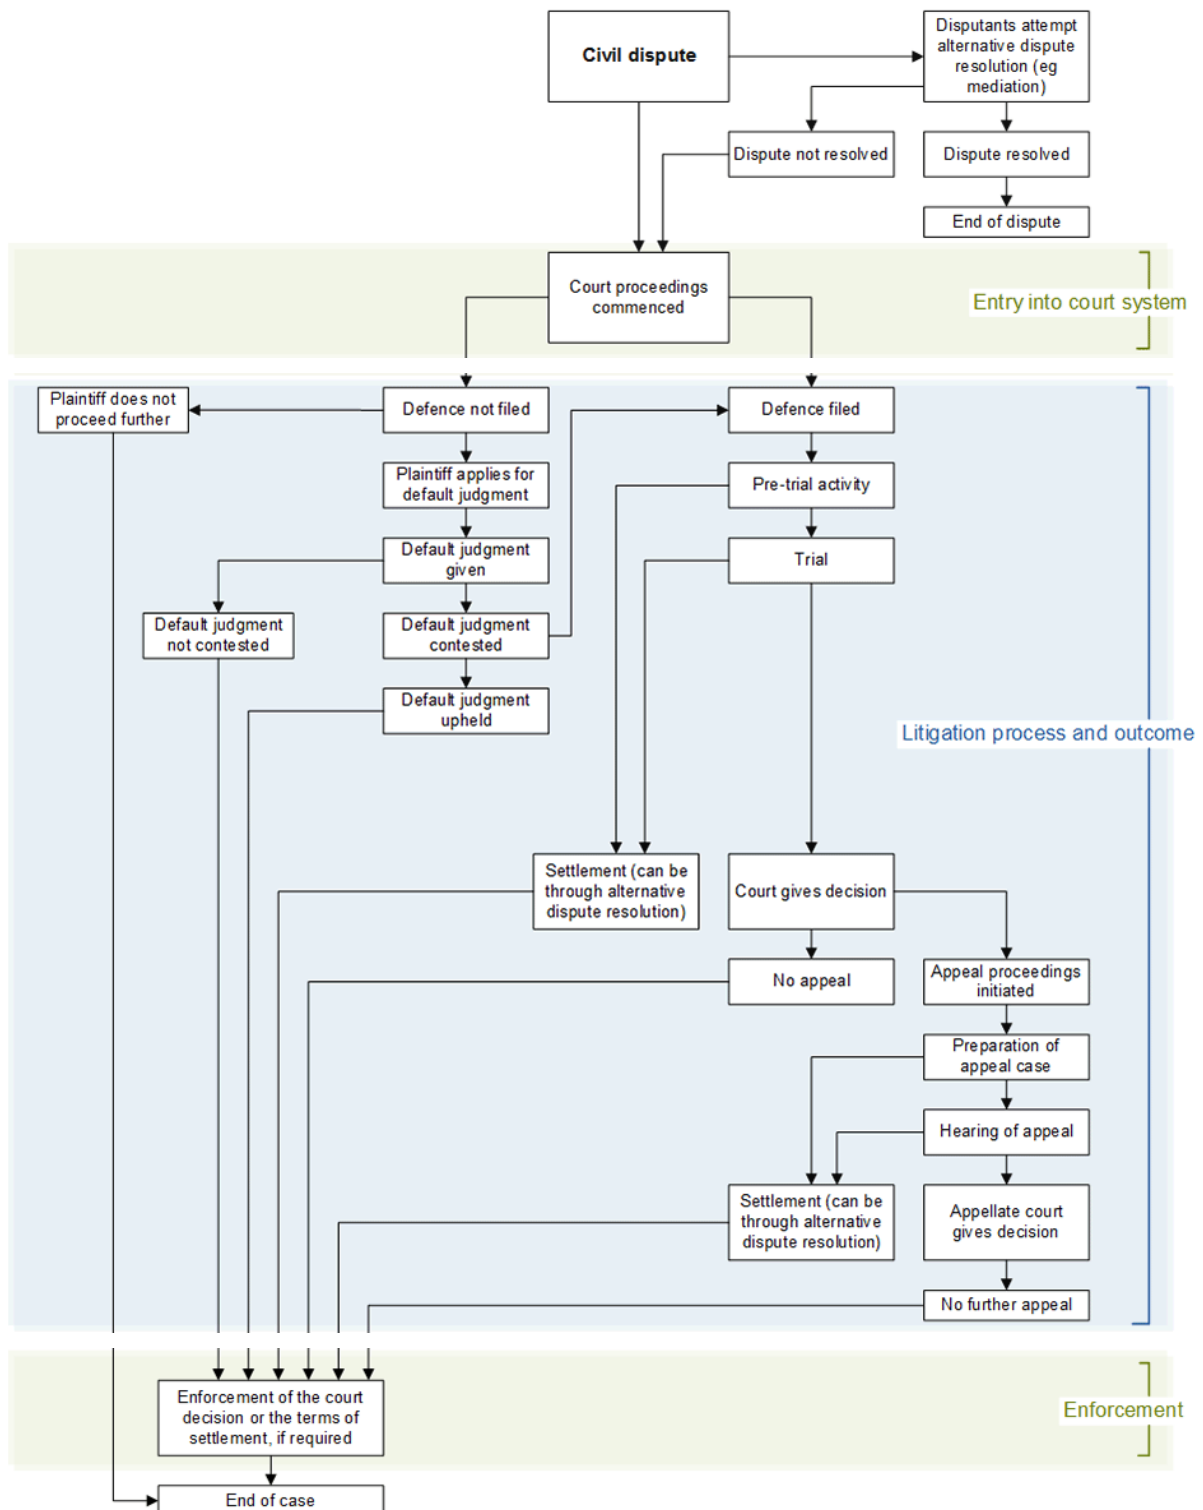 Civil dispute
Disputants attempt
alternative dispute
resolution (eg
mediation)
Dispute not resolved
Dispute resolved
End of dispute
Court proceedings
commenced
Entry into court system
Plaintiff does not
proceed further
Defence not filed
Defence filed
Plaintiff applies for
default judgment
Pre-trial activity
Default judgment
given
Trial
Default judgment
not contested
Default judgment
contested
Default judgment
upheld
Litigation process and outcome
Settlement (can be
through alternative
dispute resolution)
Court gives decision
No appeal
Appeal proceedings
initiated
Preparation of
appeal case
Hearing of appeal
Settlement (can be
through alternative
dispute resolution)
Appellate court
gives decision
No further appeal
Enforcement of the court
decision or the terms of
settlement, if required
Enforcement
End of case